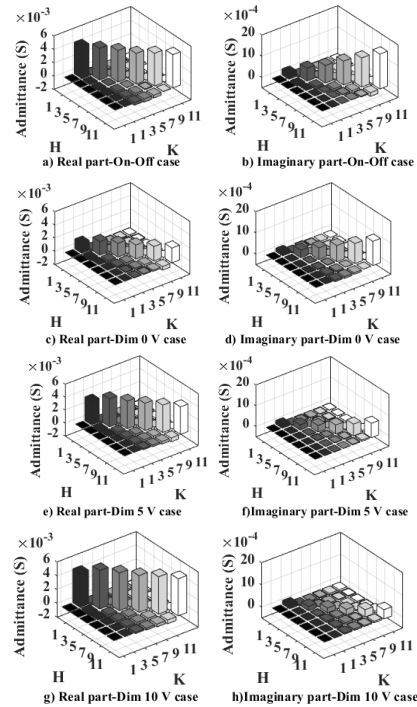 ×10⁻³
6
4
2
0
-2
Admittance (S)
1 3 5 7 9 11
H
1 3 5 7 9 11
K
a) Real part-On-Off case
×10⁻⁴
20
10
0
Admittance (S)
1 3 5 7 9 11
H
1 3 5 7 9 11
K
b) Imaginary part-On-Off case
×10⁻³
6
2
0
-2
Admittance (S)
1 3 5 7 9 11
H
1 3 5 7 9 11
K
c) Real part-Dim 0 V case
×10⁻⁴
20
10
0
Admittance (S)
1 3 5 7 9 11
H
1 3 5 7 9 11
K
d) Imaginary part-Dim 0 V case
×10⁻³
6
4
2
0
-2
Admittance (S)
1 3 5 7 9 11
H
1 3 5 7 9 11
K
e) Real part-Dim 5 V case
×10⁻⁴
20
10
0
Admittance (S)
1 3 5 7 9 11
H
1 3 5 7 9 11
K
f)Imaginary part-Dim 5 V case
×10⁻³
6
4
2
0
-2
Admittance (S)
1 3 5 7 9 11
H
1 3 5 7 9 11
K
g) Real part-Dim 10 V case
×10⁻⁴
20
10
0
Admittance (S)
1 3 5 7 9 11
H
1 3 5 7 9 11
K
h)Imaginary part-Dim 10 V case